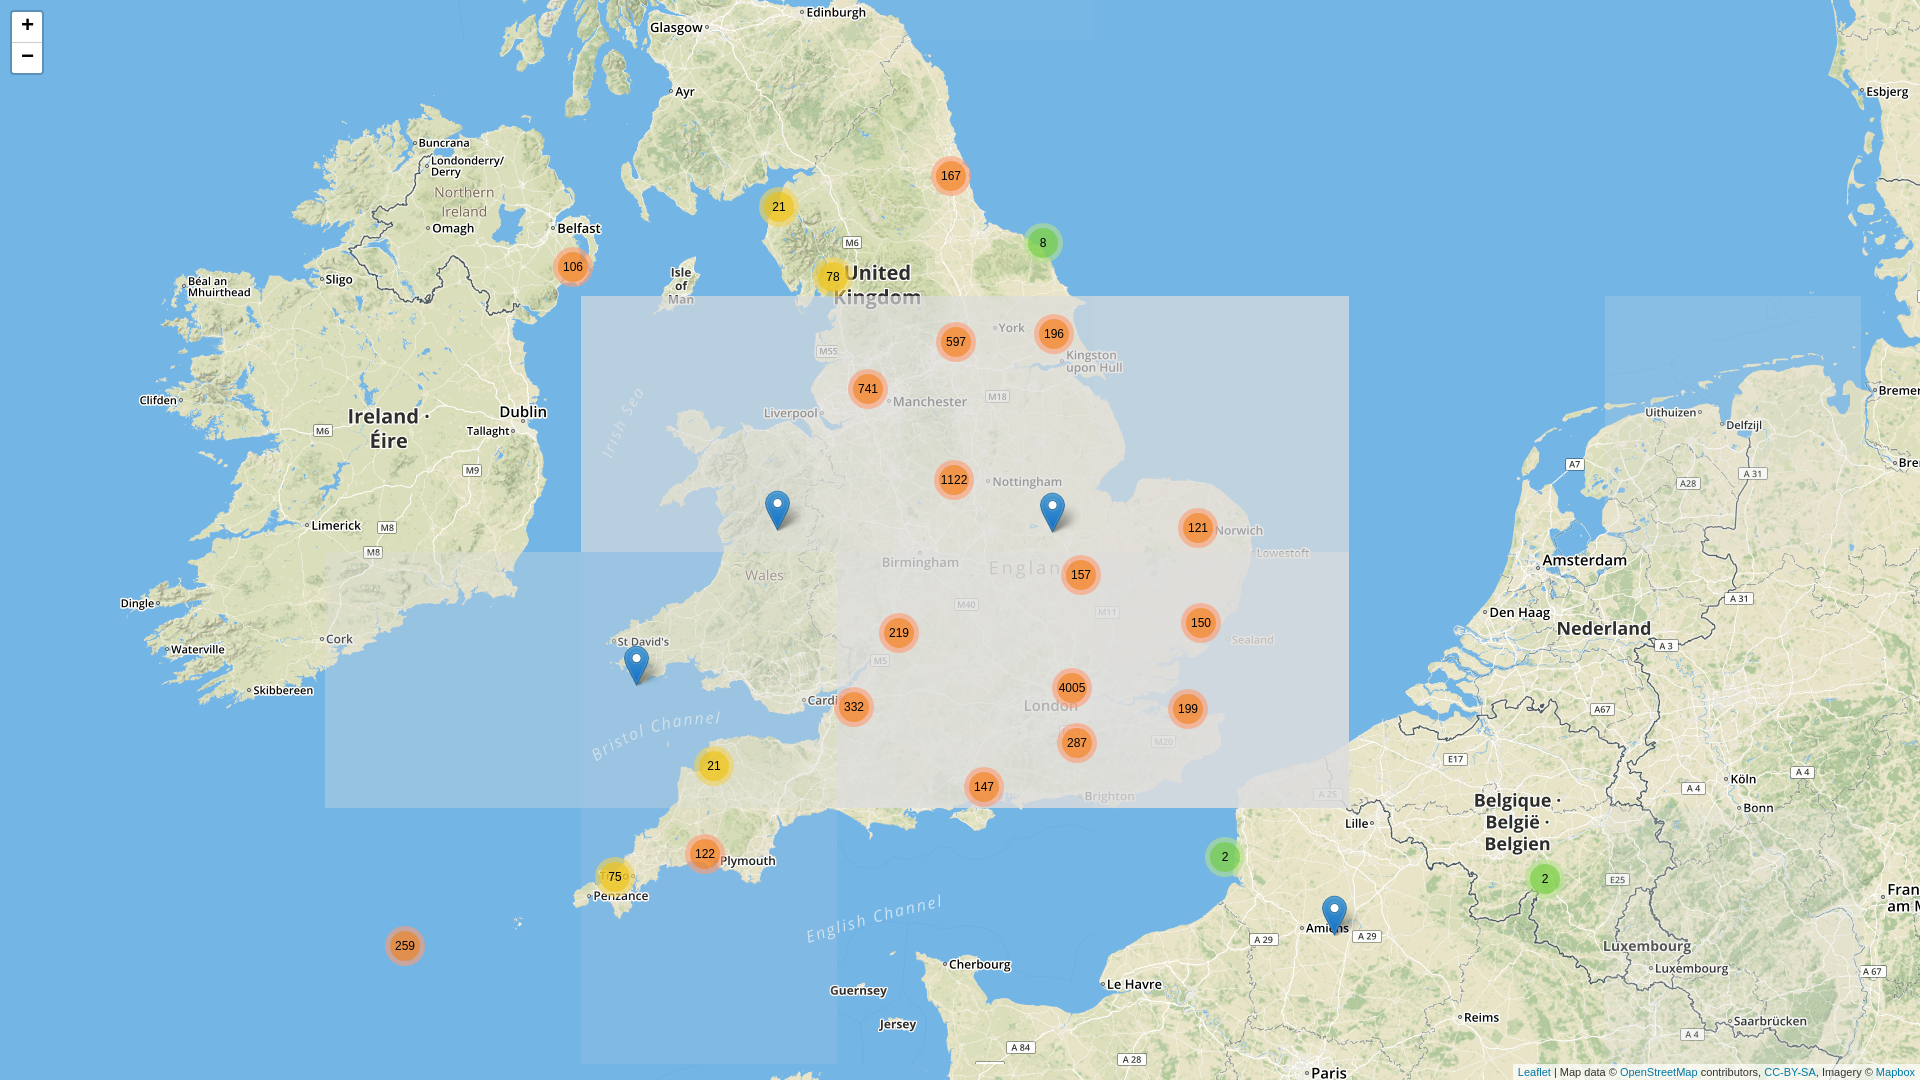 +
−
Edinburgh
Glasgow
Ayr
Esbjerg
Buncrana
Londonderry/
Derry
Northern
Ireland
Omagh
Belfast
167
21
8
M6
106
78
United
Kingdom
Isle
of
Man
Sligo
Béal an
Mhuirthead
York
196
597
M55
Kingston
upon Hull
741
Manchester
M18
Liverpool
Irish Sea
Clifden
Ireland ·
Éire
Dublin
Tallaght
M6
M9
Uithuizen
Delfzijl
A7
A 31
A28
1122
Nottingham
Limerick
M8
M8
121
Norwich
Lowestoft
Birmingham
Wales
157
Amsterdam
Dingle
M40
M11
Den Haag
A 31
150
219
Sealand
Nederland
A 3
Cork
St David's
Waterville
M5
Skibbereen
4005
London
332
199
A67
Bristol Channel
287
M20
E17
21
147
Brighton
A 25
Köln
A 4
A 4
Bonn
Belgique ·
België ·
Belgien
Lille
122
Plymouth
2
75
Penzance
2
E25
English Channel
259
Amiens
A 29
A 29
Luxembourg
Luxembourg
A 67
Cherbourg
Le Havre
Guernsey
Jersey
Reims
Saarbrücken
A 4
A 84
A 28
Paris
Leaflet | Map data © OpenStreetMap contributors, CC-BY-SA, Imagery © Mapbox